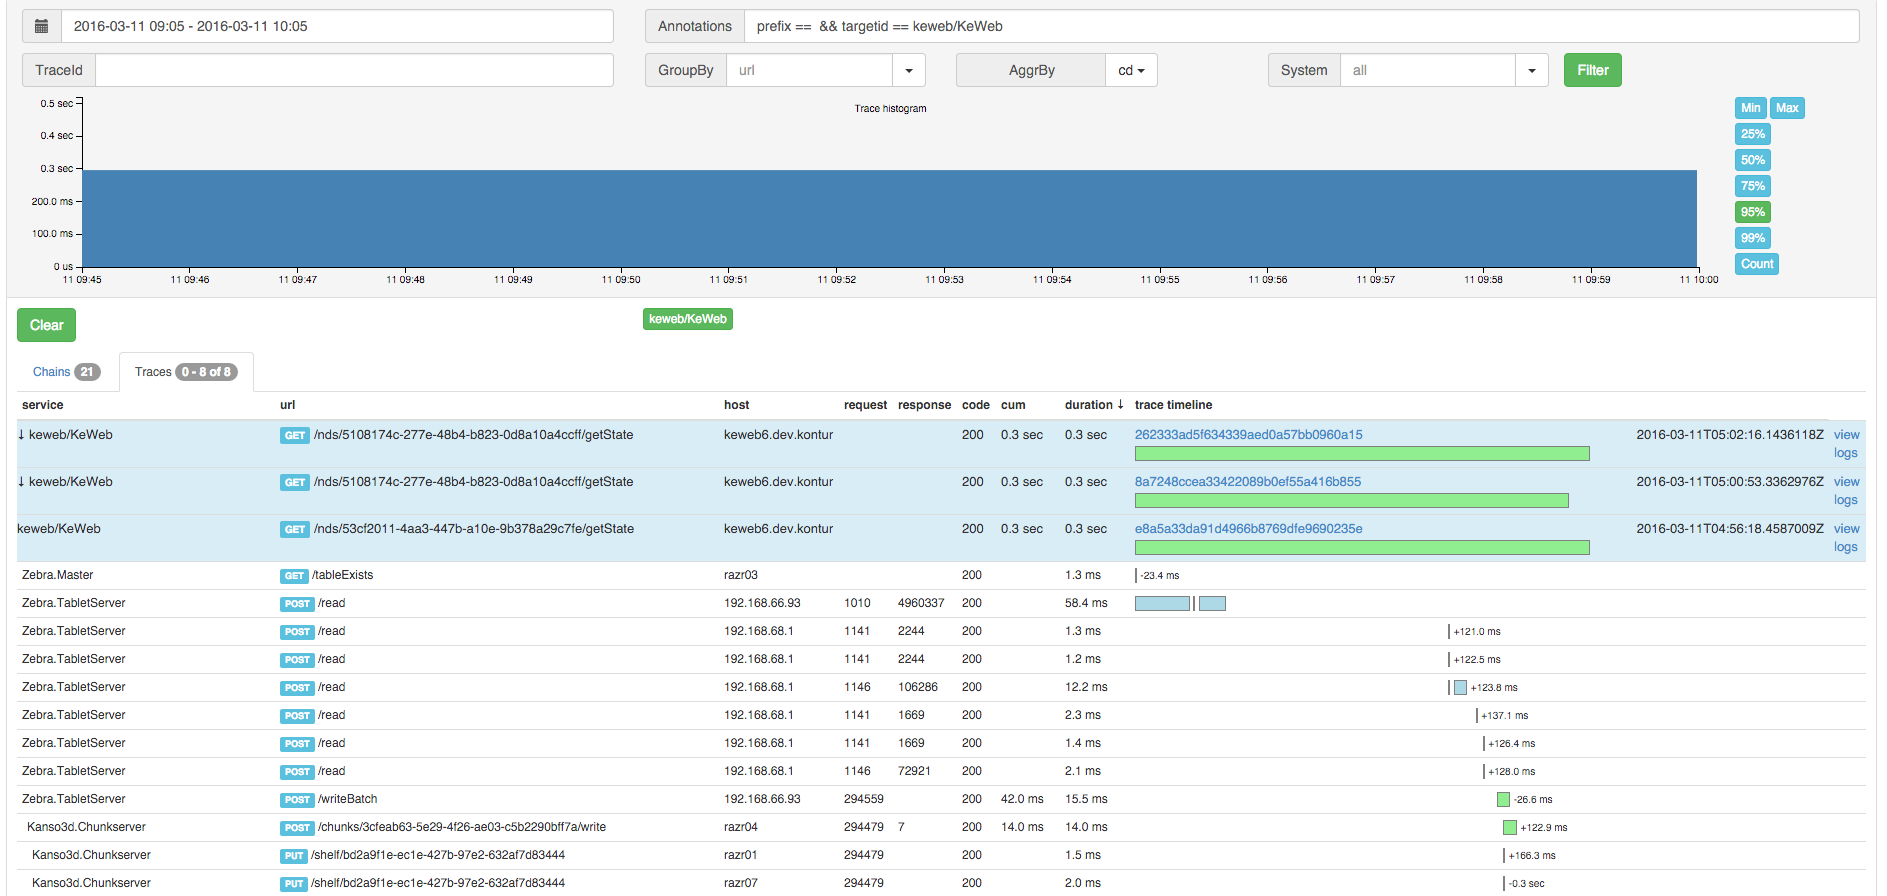 2016-03-11 09:05 - 2016-03-11 10:05 Annotations prefix ==  && targetid == keweb/KeWeb
TraceId GroupBy url AggrBy cd System all Filter
Trace histogram
0.5 sec
0.4 sec
0.3 sec
200.0 ms
100.0 ms
0 us
11 09:45 11 09:46 11 09:47 11 09:48 11 09:49 11 09:50 11 09:51 11 09:52 11 09:53 11 09:54 11 09:55 11 09:56 11 09:57 11 09:58 11 09:59 11 10:00
Min Max
25%
50%
75%
95%
99%
Count
Clear keweb/KeWeb
Chains 21 Traces 0 - 8 of 8
service url host request response code cum duration ↓ trace timeline
↓ keweb/KeWeb GET /nds/5108174c-277e-48b4-b823-0d8a10a4ccff/getState keweb6.dev.kontur 200 0.3 sec 0.3 sec 262333ad5f634339aed0a57bb0960a15 2016-03-11T05:02:16.1436118Z view
logs
↓ keweb/KeWeb GET /nds/5108174c-277e-48b4-b823-0d8a10a4ccff/getState keweb6.dev.kontur 200 0.3 sec 0.3 sec 8a7248ccea33422089b0ef55a416b855 2016-03-11T05:00:53.3362976Z view
logs
keweb/KeWeb GET /nds/53cf2011-4aa3-447b-a10e-9b378a29c7fe/getState keweb6.dev.kontur 200 0.3 sec 0.3 sec e8a5a33da91d4966b8769dfe9690235e 2016-03-11T04:56:18.4587009Z view
logs
Zebra.Master GET /tableExists razr03 200 1.3 ms -23.4 ms
Zebra.TabletServer POST /read 192.168.66.93 1010 4960337 200 58.4 ms
Zebra.TabletServer POST /read 192.168.68.1 1141 2244 200 1.3 ms +121.0 ms
Zebra.TabletServer POST /read 192.168.68.1 1141 2244 200 1.2 ms +122.5 ms
Zebra.TabletServer POST /read 192.168.68.1 1146 106286 200 12.2 ms +123.8 ms
Zebra.TabletServer POST /read 192.168.68.1 1141 1669 200 2.3 ms +137.1 ms
Zebra.TabletServer POST /read 192.168.68.1 1141 1669 200 1.4 ms +126.4 ms
Zebra.TabletServer POST /read 192.168.68.1 1146 72921 200 2.1 ms +128.0 ms
Zebra.TabletServer POST /writeBatch 192.168.66.93 294559 200 42.0 ms 15.5 ms -26.6 ms
Kanso3d.Chunkserver POST /chunks/3cfeab63-5e29-4f26-ae03-c5b2290bff7a/write razr04 294479 7 200 14.0 ms 14.0 ms +122.9 ms
Kanso3d.Chunkserver PUT /shelf/bd2a9f1e-ec1e-427b-97e2-632af7d83444 razr01 294479 200 1.5 ms +166.3 ms
Kanso3d.Chunkserver PUT /shelf/bd2a9f1e-ec1e-427b-97e2-632af7d83444 razr07 294479 200 2.0 ms -0.3 sec